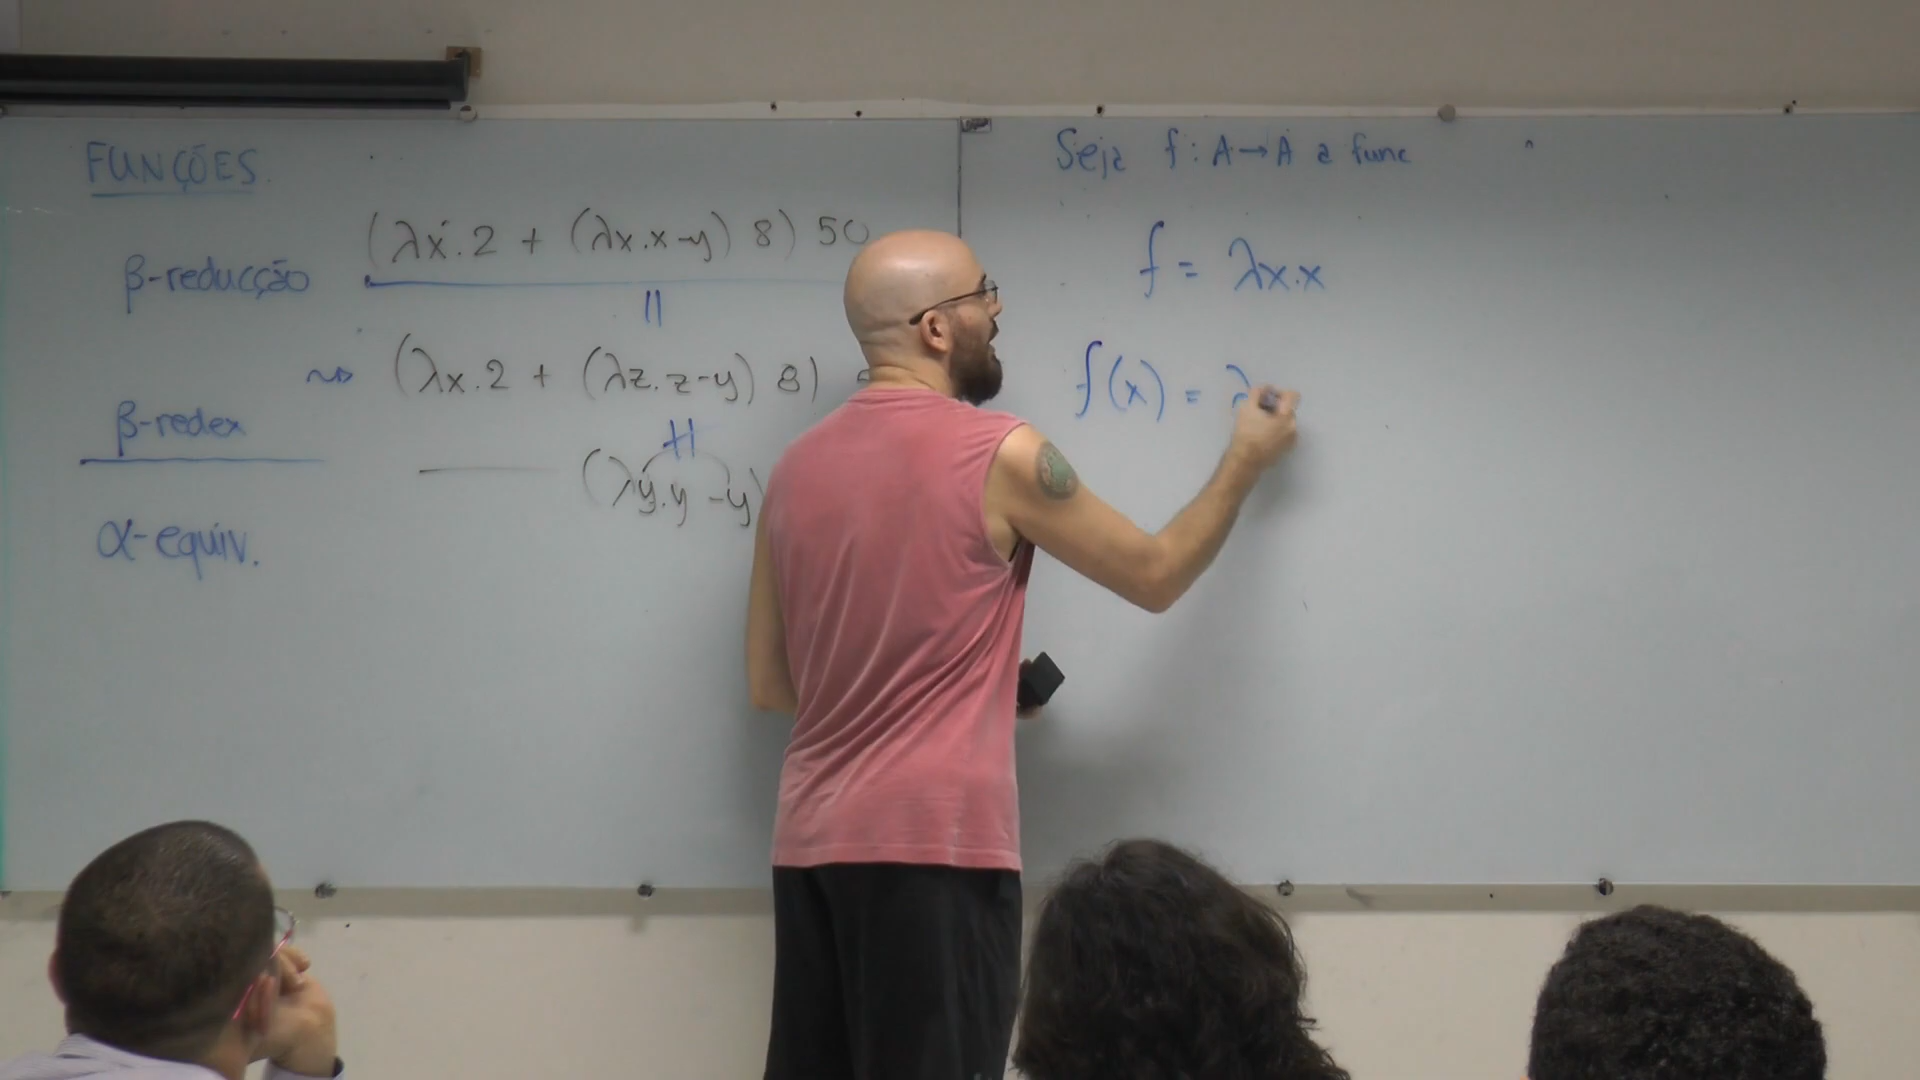 FUNÇÕES
(λx.2 + (λx.x-y) 8) 50
β-reducção
||
⇝ (λx.2 + (λz.z-y) 8)
β-redex
(λy.y-y)
α-equiv.
Seja f: A→A a func
f = λx.x
f(x) = λ